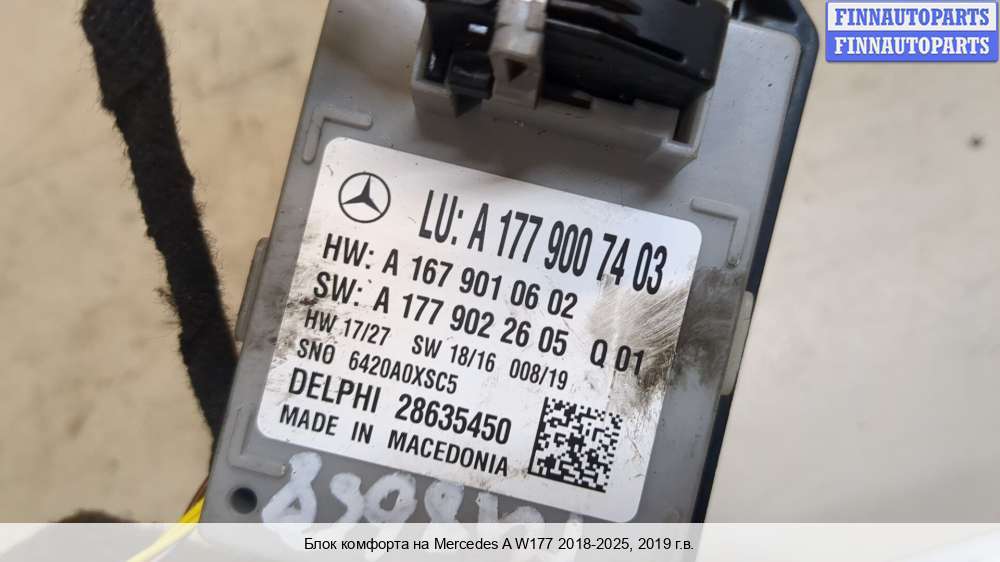 FINNAUTOPARTS
FINNAUTOPARTS
LU: A 177 900 74 03
HW: A 167 901 06 02
SW: A 177 902 26 05 Q 01
HW 17/27 SW 18/16 008/19
SNO 6420A0XSC5
DELPHI 28635450
MADE IN MACEDONIA
Блок комфорта на Mercedes A W177 2018-2025, 2019 г.в.